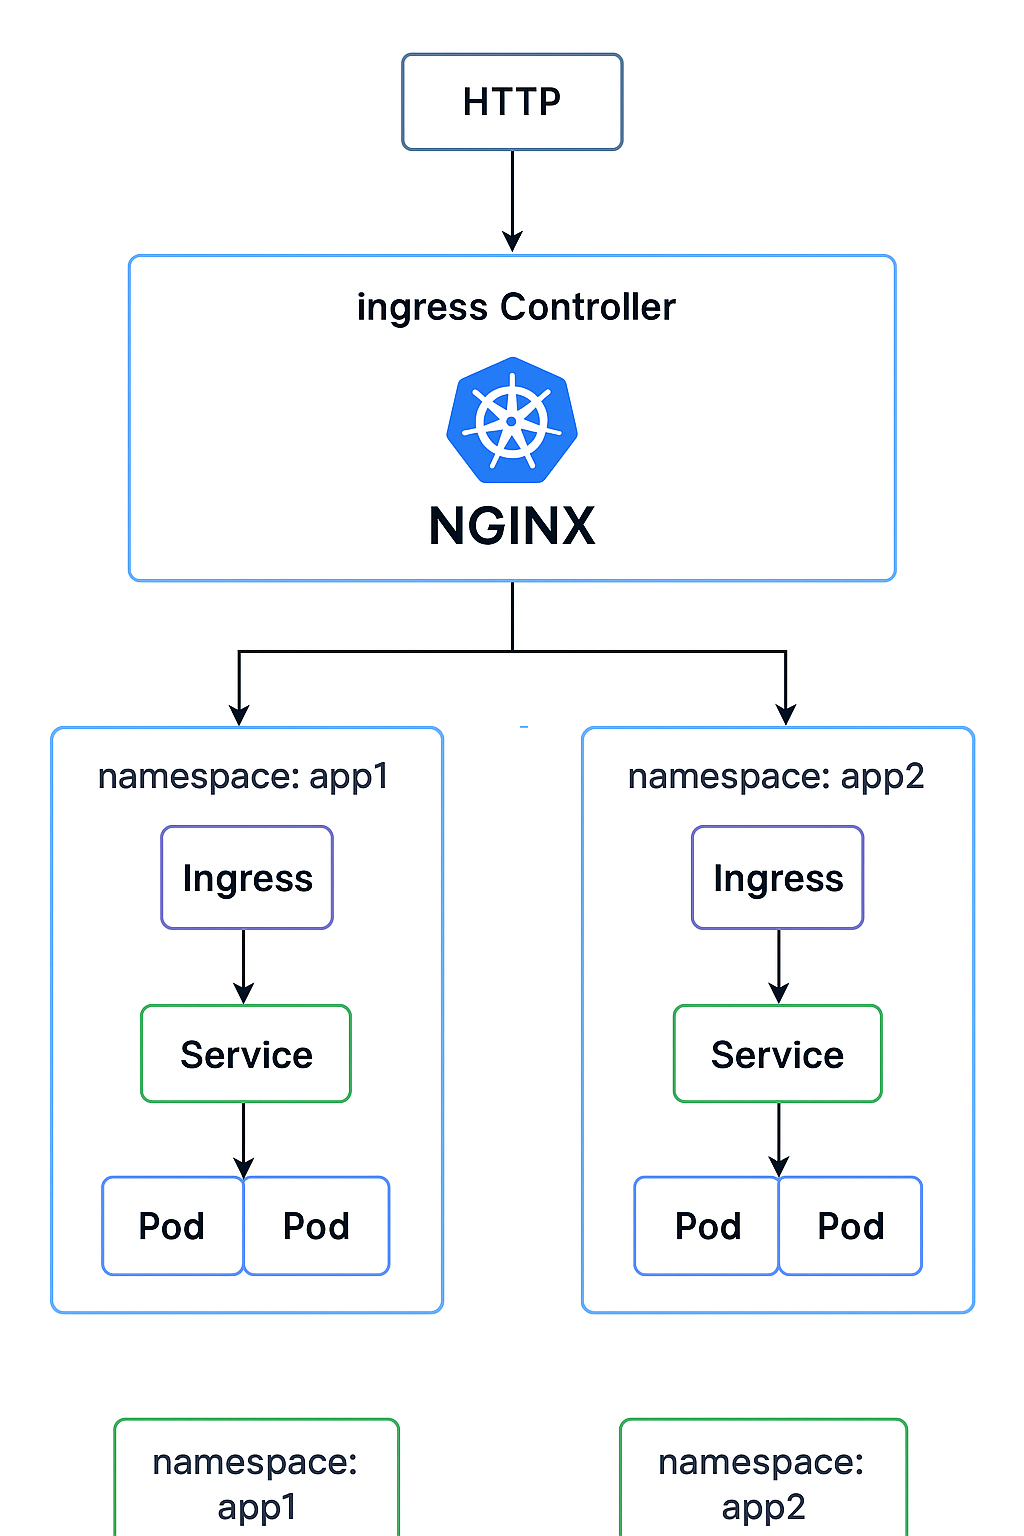 HTTP
ingress Controller
NGINX
namespace: app1
namespace: app2
Ingress
Ingress
Service
Service
Pod
Pod
Pod
Pod
namespace:
app1
namespace:
app2